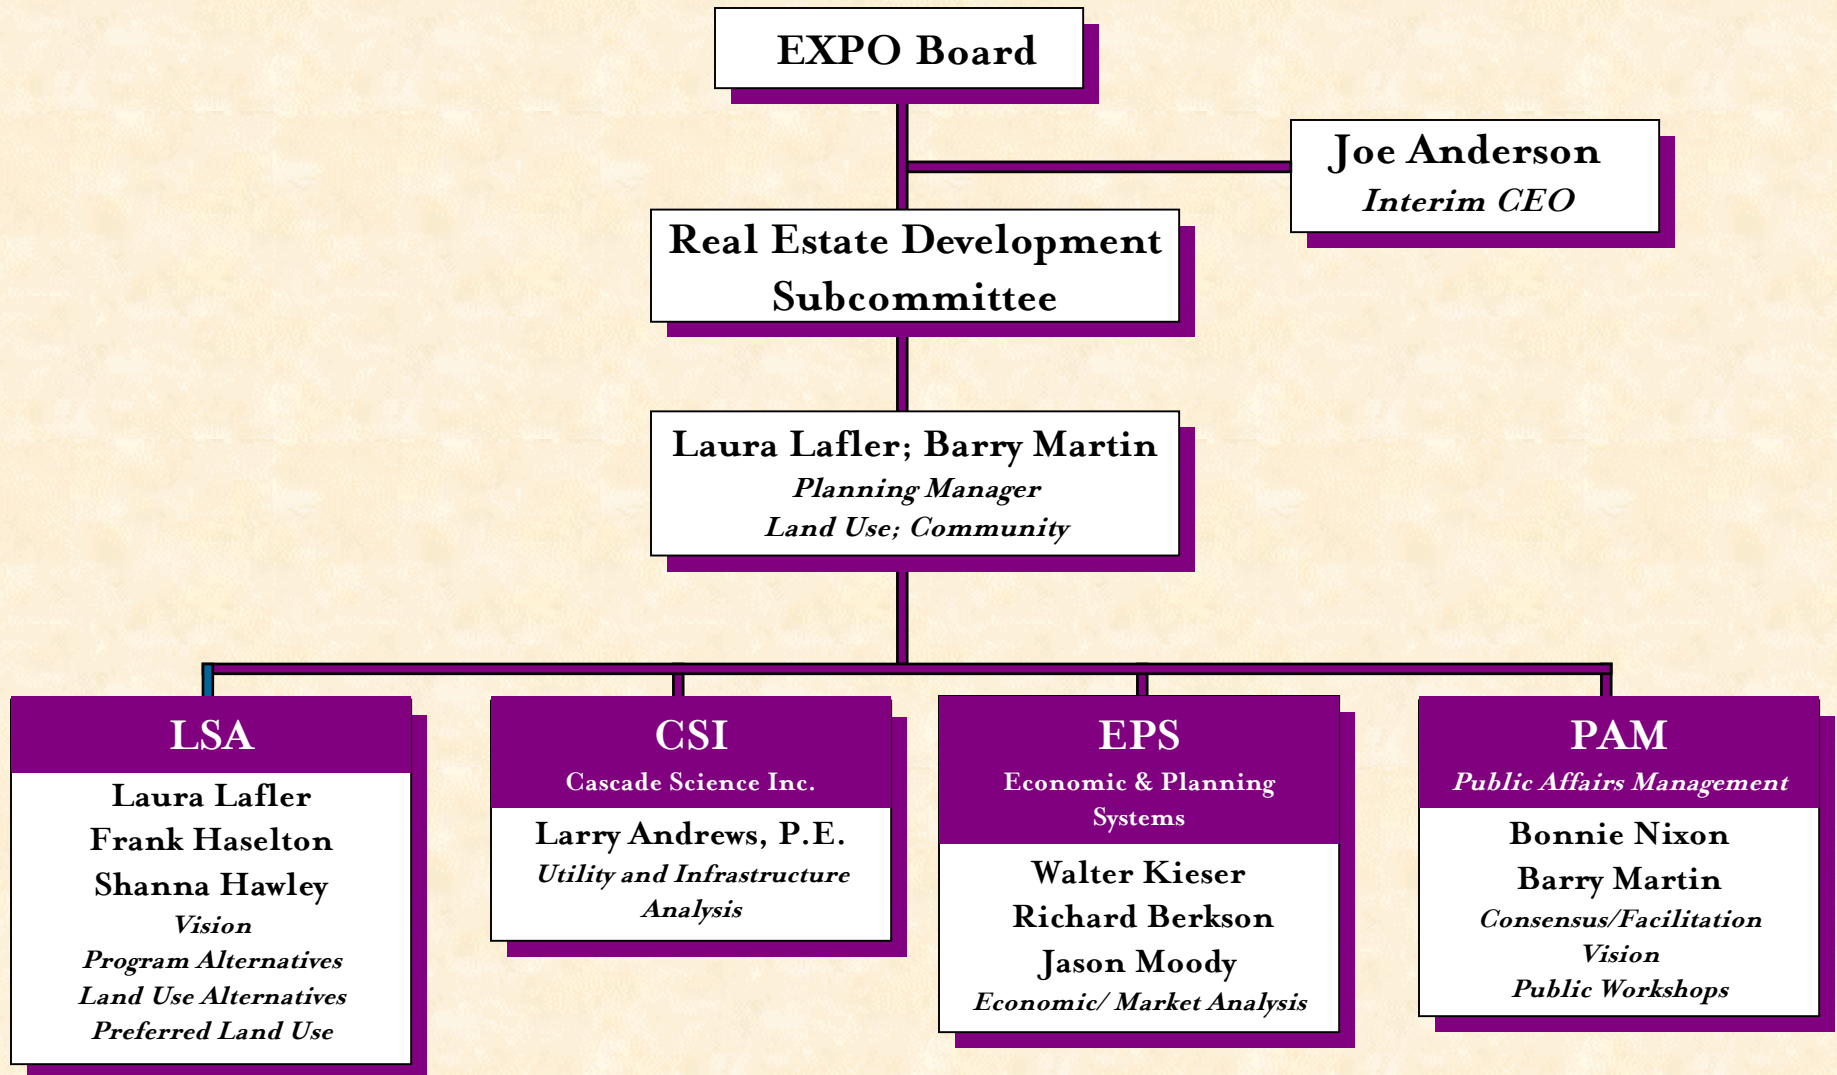 EXPO Board
Joe Anderson
Interim CEO
Real Estate Development
Subcommittee
Laura Lafler; Barry Martin
Planning Manager
Land Use; Community
LSA
Laura Lafler
Frank Haselton
Shanna Hawley
Vision
Program Alternatives
Land Use Alternatives
Preferred Land Use
CSI
Cascade Science Inc.
Larry Andrews, P.E.
Utility and Infrastructure
Analysis
EPS
Economic & Planning
Systems
Walter Kieser
Richard Berkson
Jason Moody
Economic/ Market Analysis
PAM
Public Affairs Management
Bonnie Nixon
Barry Martin
Consensus/Facilitation
Vision
Public Workshops